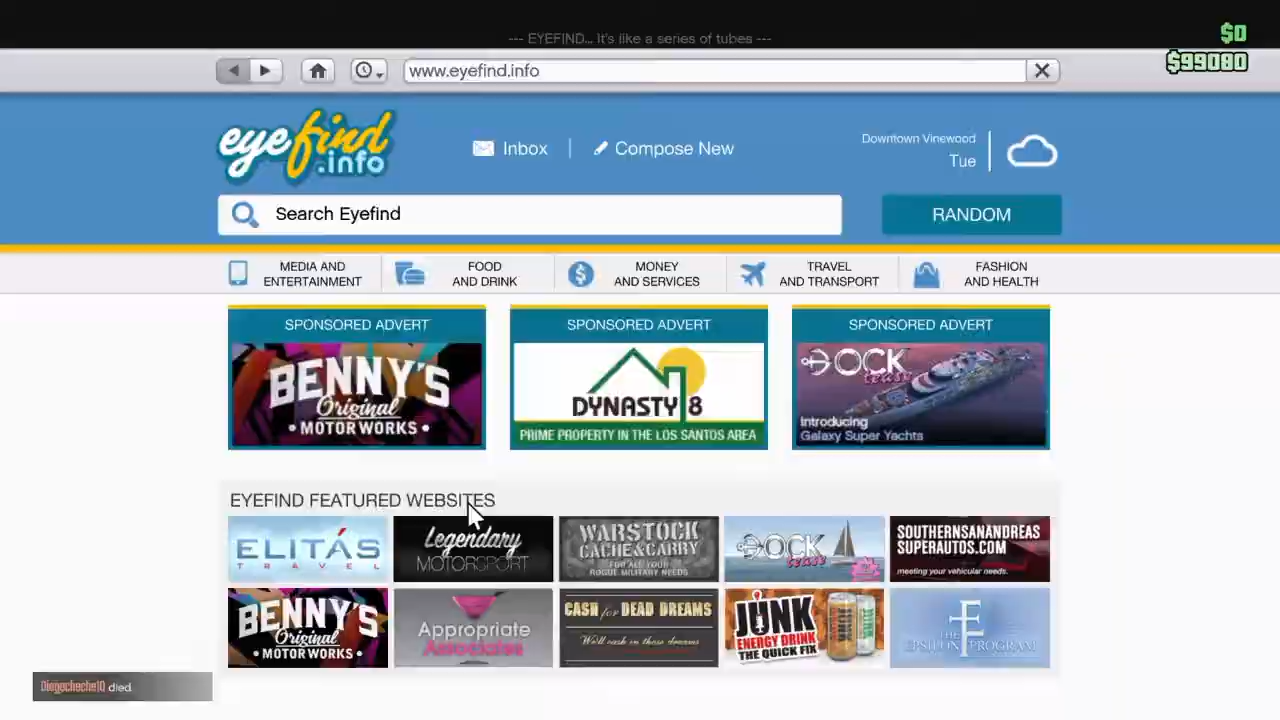 --- EYEFIND... It's like a series of tubes ---
$0
$99080
www.eyefind.info
eyefind
.info
Inbox
Compose New
Downtown Vinewood
Tue
Search Eyefind
RANDOM
MEDIA AND
ENTERTAINMENT
FOOD
AND DRINK
MONEY
AND SERVICES
TRAVEL
AND TRANSPORT
FASHION
AND HEALTH
SPONSORED ADVERT
BENNY'S
Original
• MOTOR WORKS •
SPONSORED ADVERT
DYNASTY 8
PRIME PROPERTY IN THE LOS SANTOS AREA
SPONSORED ADVERT
DOCK
tease
Introducing
Galaxy Super Yachts
EYEFIND FEATURED WEBSITES
ELITÁS
TRAVEL
Legendary
MOTORSPORT
WARSTOCK
CACHE & CARRY
FOR ALL YOUR
ROGUE MILITARY NEEDS
DOCK
tease
SOUTHERNSANANDREAS
SUPERAUTOS.COM
meeting your vehicular needs.
BENNY'S
Original
• MOTOR WORKS •
Appropriate
Associates
CASH for DEAD DREAMS
We'll cash in those dreams
JUNK
ENERGY DRINK
THE QUICK FIX
THE
EPSILON PROGRAM
Diegochecha10 died.